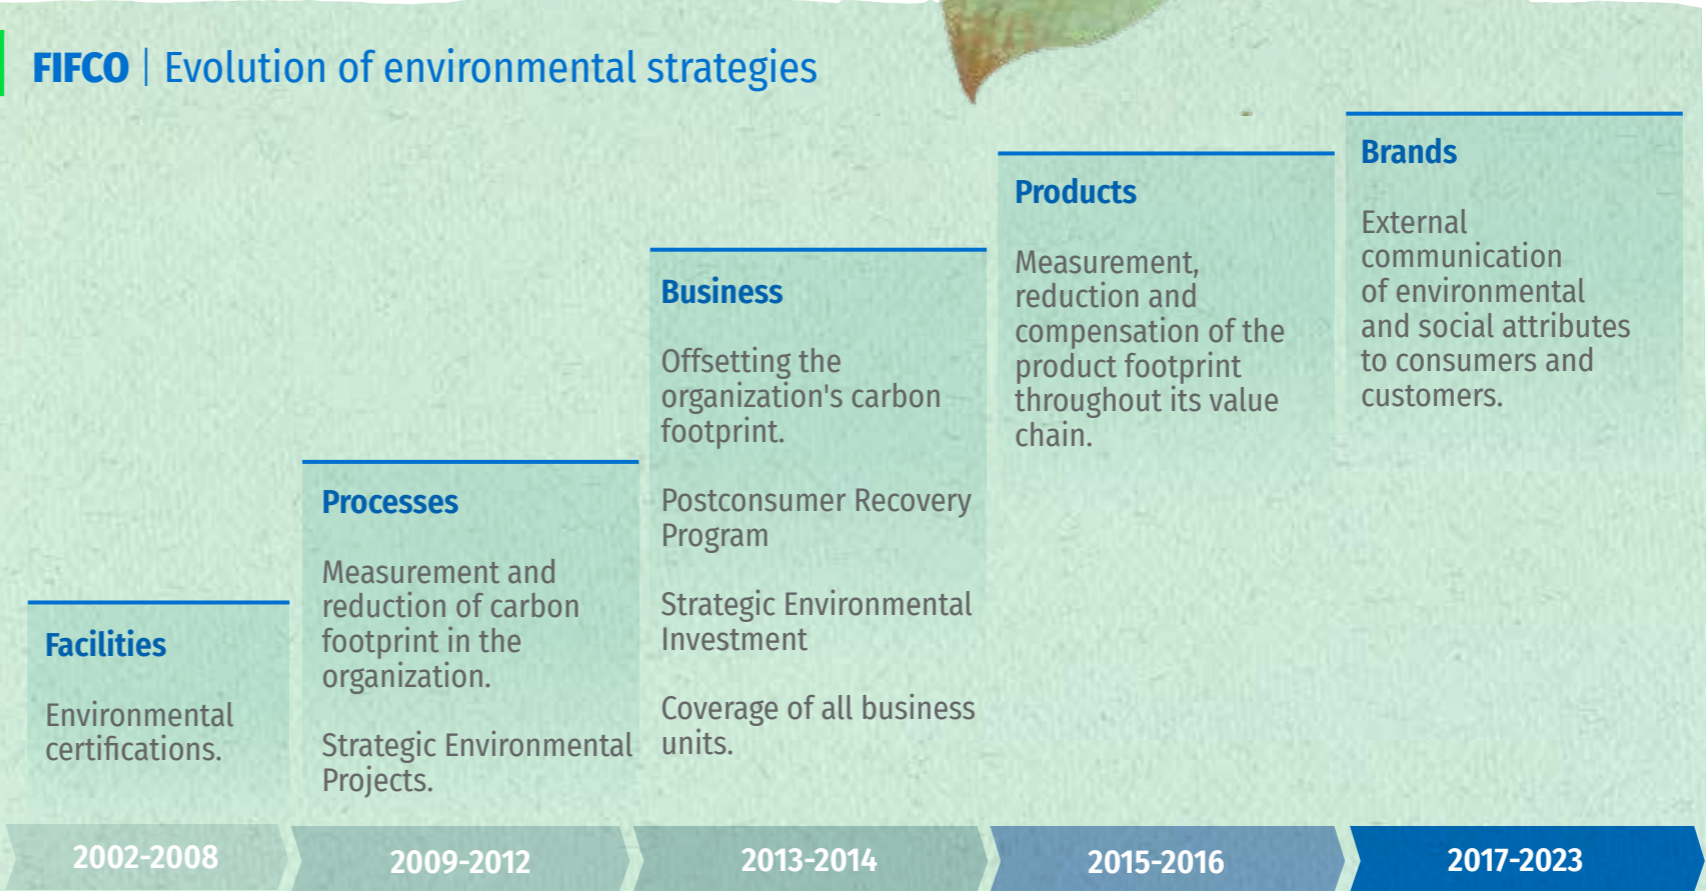 FIFCO | Evolution of environmental strategies
Facilities
Environmental
certifications.
Processes
Measurement and
reduction of carbon
footprint in the
organization.
Strategic Environmental
Projects.
Business
Offsetting the
organization's carbon
footprint.
Postconsumer Recovery
Program
Strategic Environmental
Investment
Coverage of all business
units.
Products
Measurement,
reduction and
compensation of the
product footprint
throughout its value
chain.
Brands
External
communication
of environmental
and social attributes
to consumers and
customers.
2002-2008
2009-2012
2013-2014
2015-2016
2017-2023